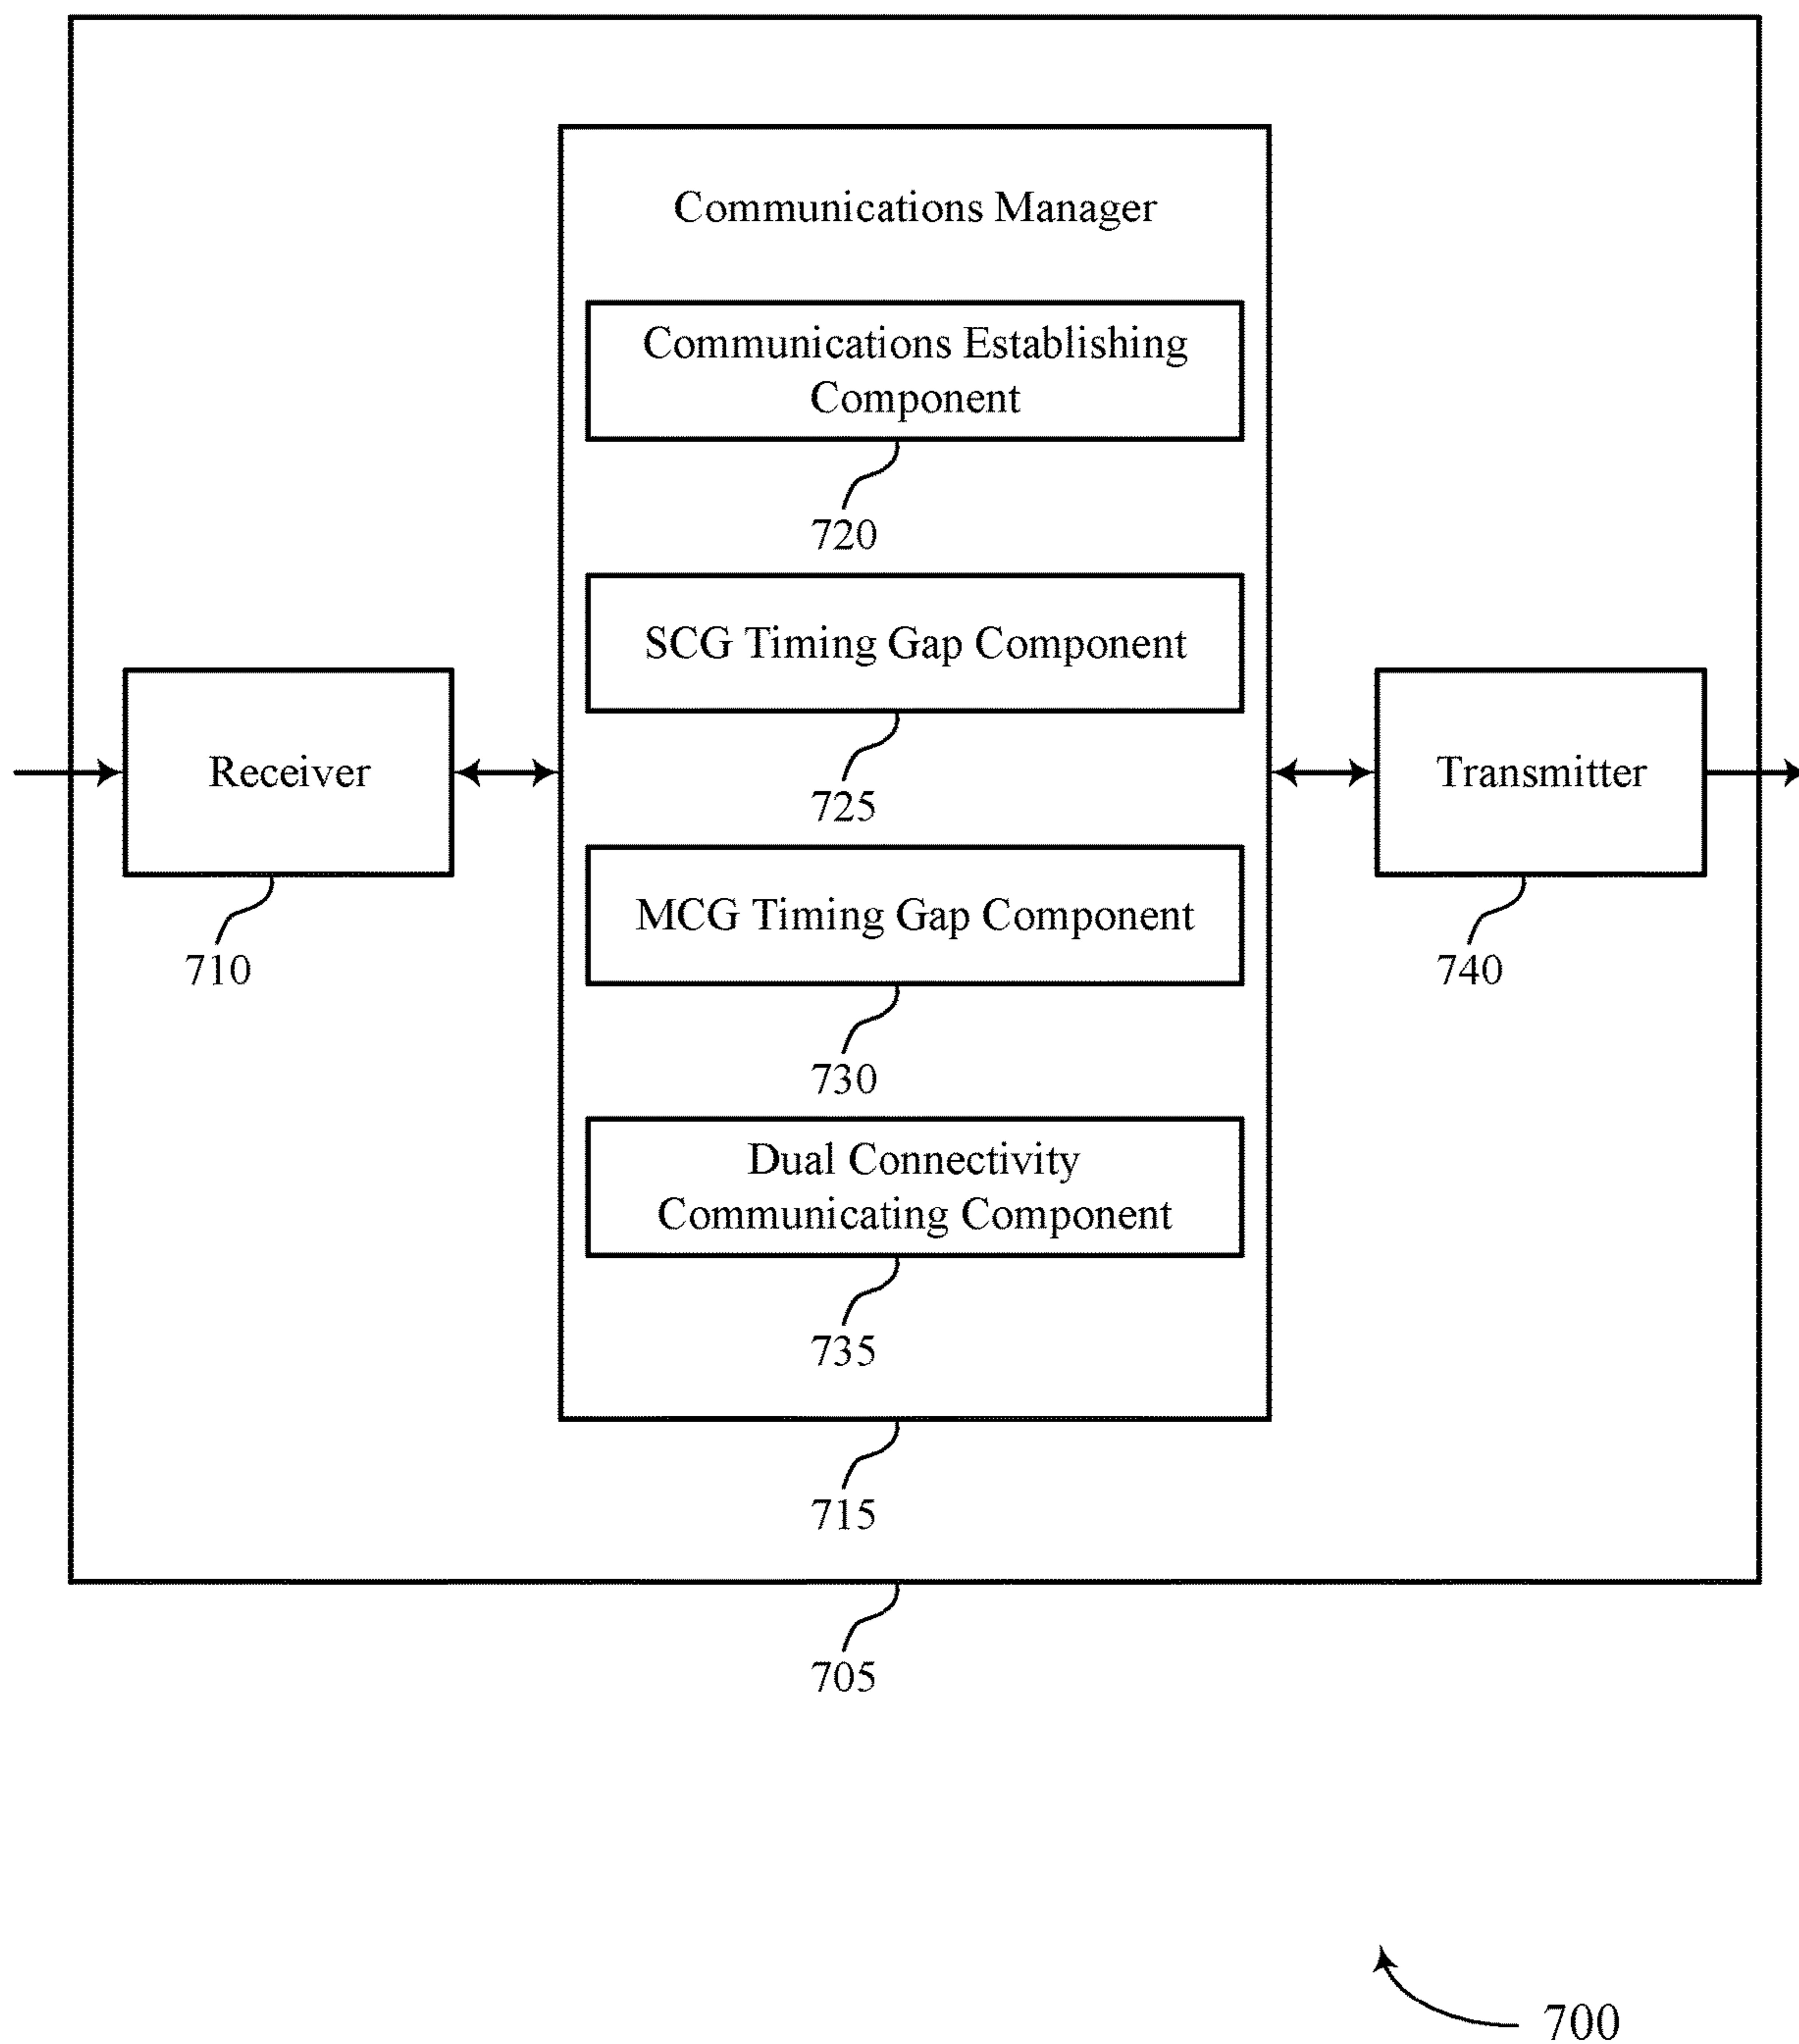 Communications Manager
Communications Establishing
Component
720
SCG Timing Gap Component
725
Receiver
710
Transmitter
740
MCG Timing Gap Component
730
Dual Connectivity
Communicating Component
735
715
705
700